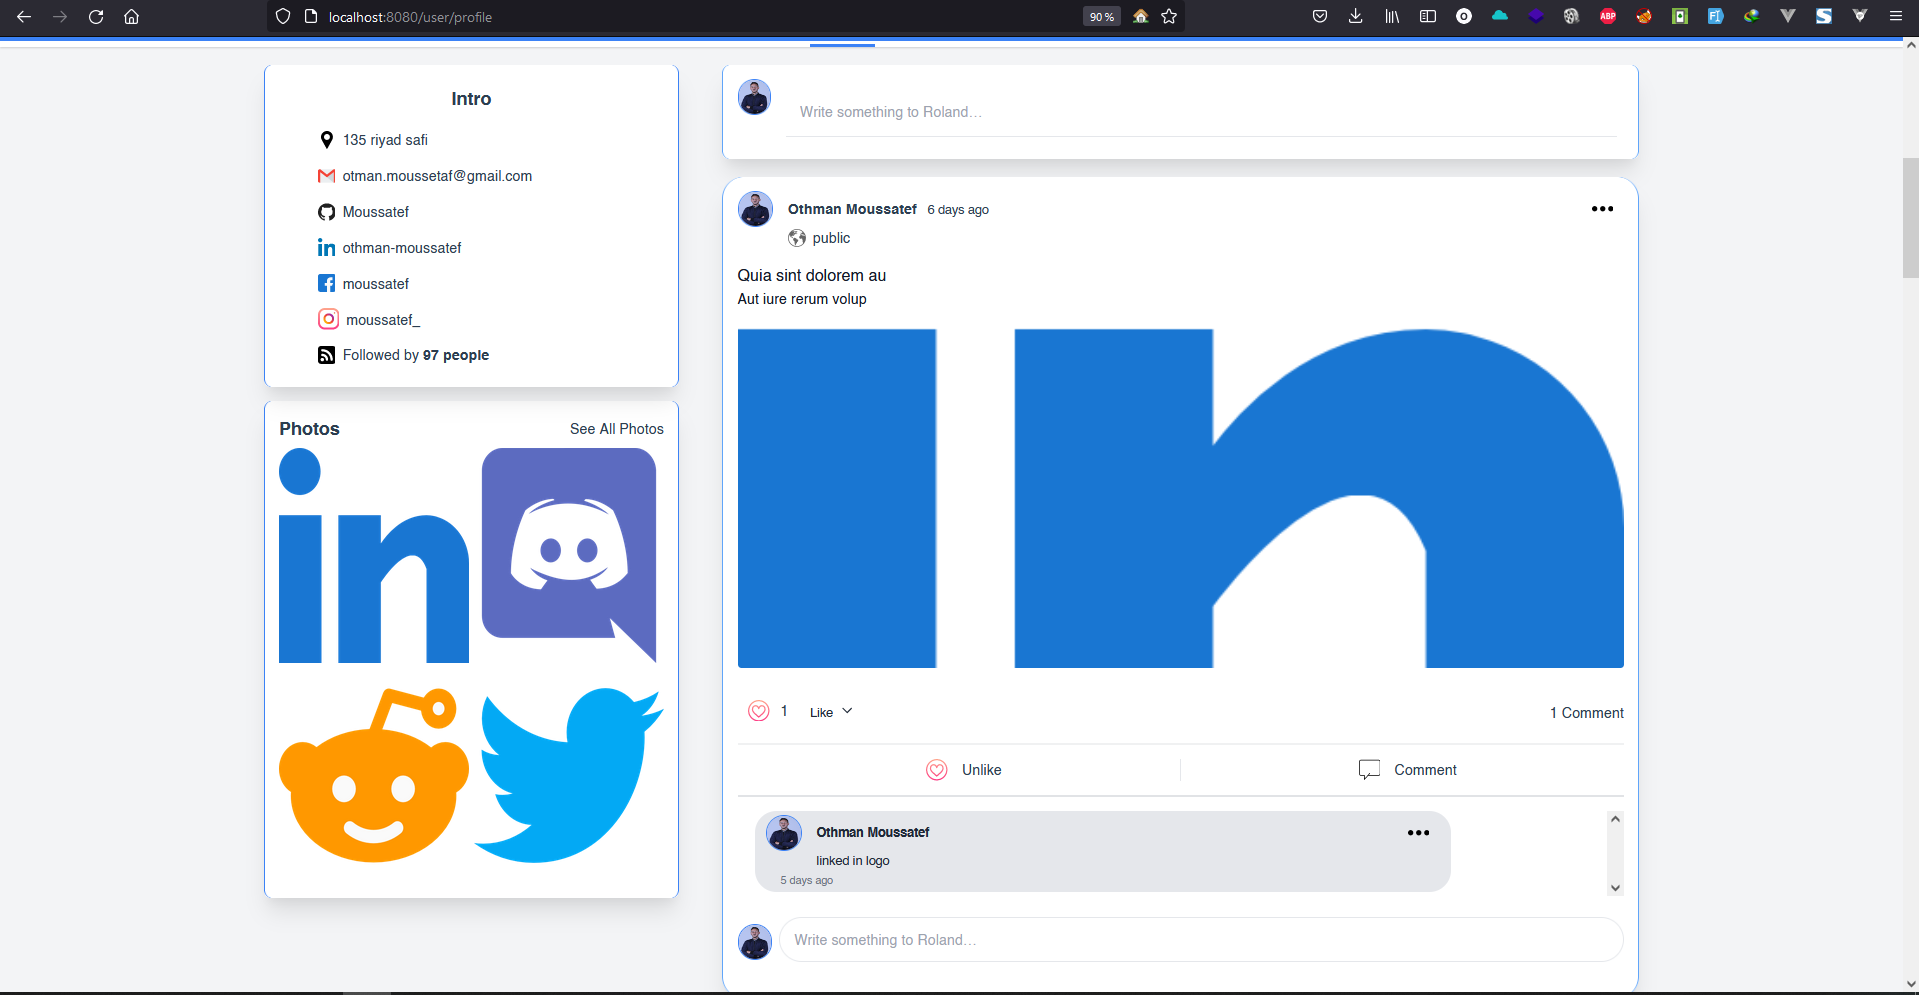 localhost:8080/user/profile
90%
ABP
Intro
135 riyad safi
otman.moussetaf@gmail.com
Moussatef
othman-moussatef
moussatef
moussatef_
Followed by 97 people
Photos
See All Photos
in
Write something to Roland...
Othman Moussatef 6 days ago
public
Quia sint dolorem au
Aut iure rerum volup
in
1 Like
1 Comment
Unlike
Comment
Othman Moussatef
linked in logo
5 days ago
Write something to Roland...